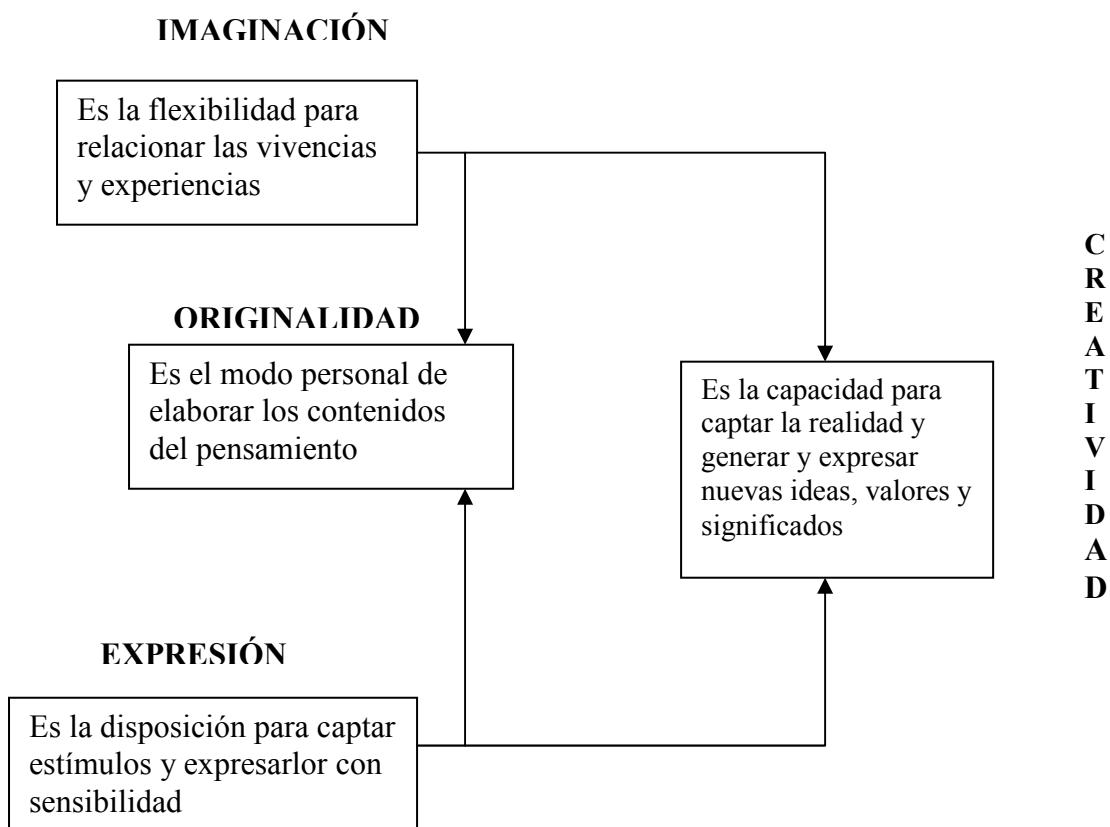 IMAGINACIÓN
Es la flexibilidad para
relacionar las vivencias
y experiencias
ORIGINALIDAD
Es el modo personal de
elaborar los contenidos
del pensamiento
EXPRESIÓN
Es la disposición para captar
estímulos y expresarlor con
sensibilidad
Es la capacidad para
captar la realidad y
generar y expresar
nuevas ideas, valores y
significados
C
R
E
A
T
I
V
I
D
A
D